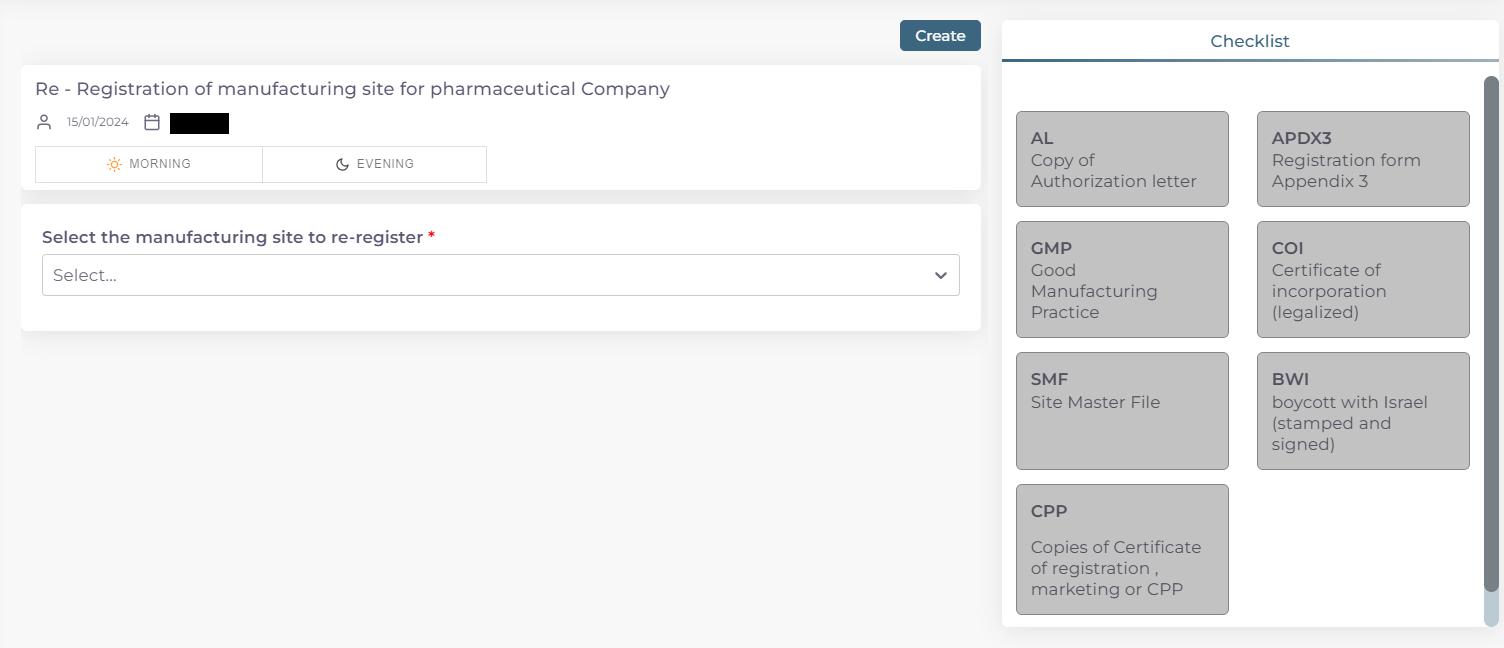 Create
Re - Registration of manufacturing site for pharmaceutical Company
15/01/2024
MORNING
EVENING
Select the manufacturing site to re-register *
Select...
Checklist
AL
Copy of
Authorization letter
APDX3
Registration form
Appendix 3
GMP
Good
Manufacturing
Practice
COI
Certificate of
incorporation
(legalized)
SMF
Site Master File
BWI
boycott with Israel
(stamped and
signed)
CPP
Copies of Certificate
of registration ,
marketing or CPP